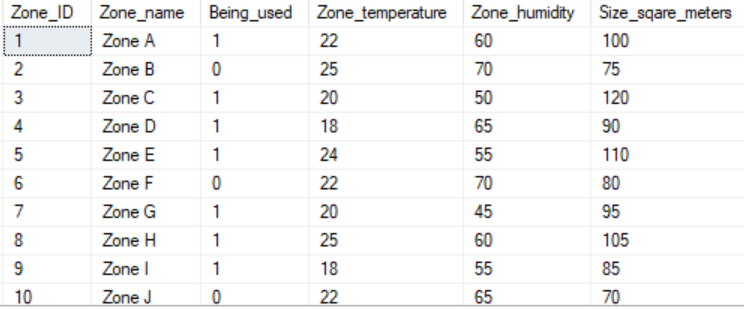 Zone_ID Zone_name Being_used Zone_temperature Zone_humidity Size_sqare_meters
1 Zone A 1 22 60 100
2 Zone B 0 25 70 75
3 Zone C 1 20 50 120
4 Zone D 1 18 65 90
5 Zone E 1 24 55 110
6 Zone F 0 22 70 80
7 Zone G 1 20 45 95
8 Zone H 1 25 60 105
9 Zone I 1 18 55 85
10 Zone J 0 22 65 70